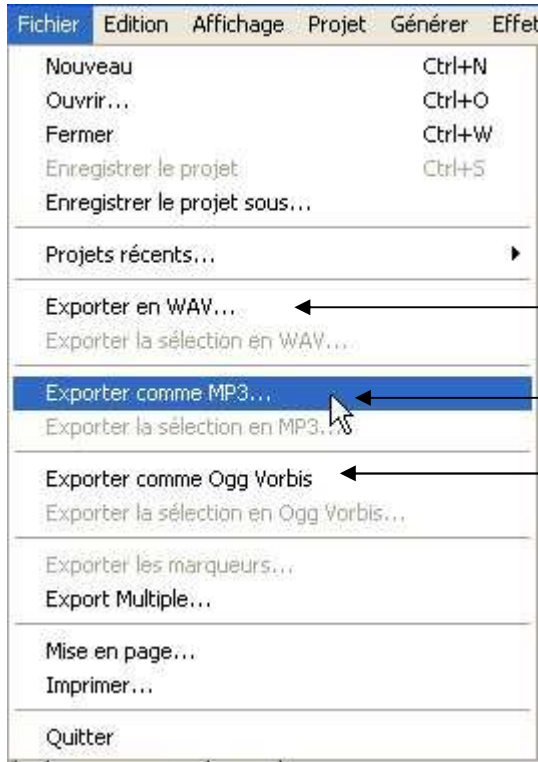 Fichier Edition Affichage Projet Générer Effet
Nouveau Ctrl+N
Ouvrir... Ctrl+O
Fermer Ctrl+W
Enregistrer le projet Ctrl+S
Enregistrer le projet sous...
Projets récents...
Exporter en WAV...
Exporter la sélection en WAV...
Exporter comme MP3...
Exporter la sélection en MP3...
Exporter comme Ogg Vorbis
Exporter la sélection en Ogg Vorbis...
Exporter les marqueurs...
Export Multiple...
Mise en page...
Imprimer...
Quitter